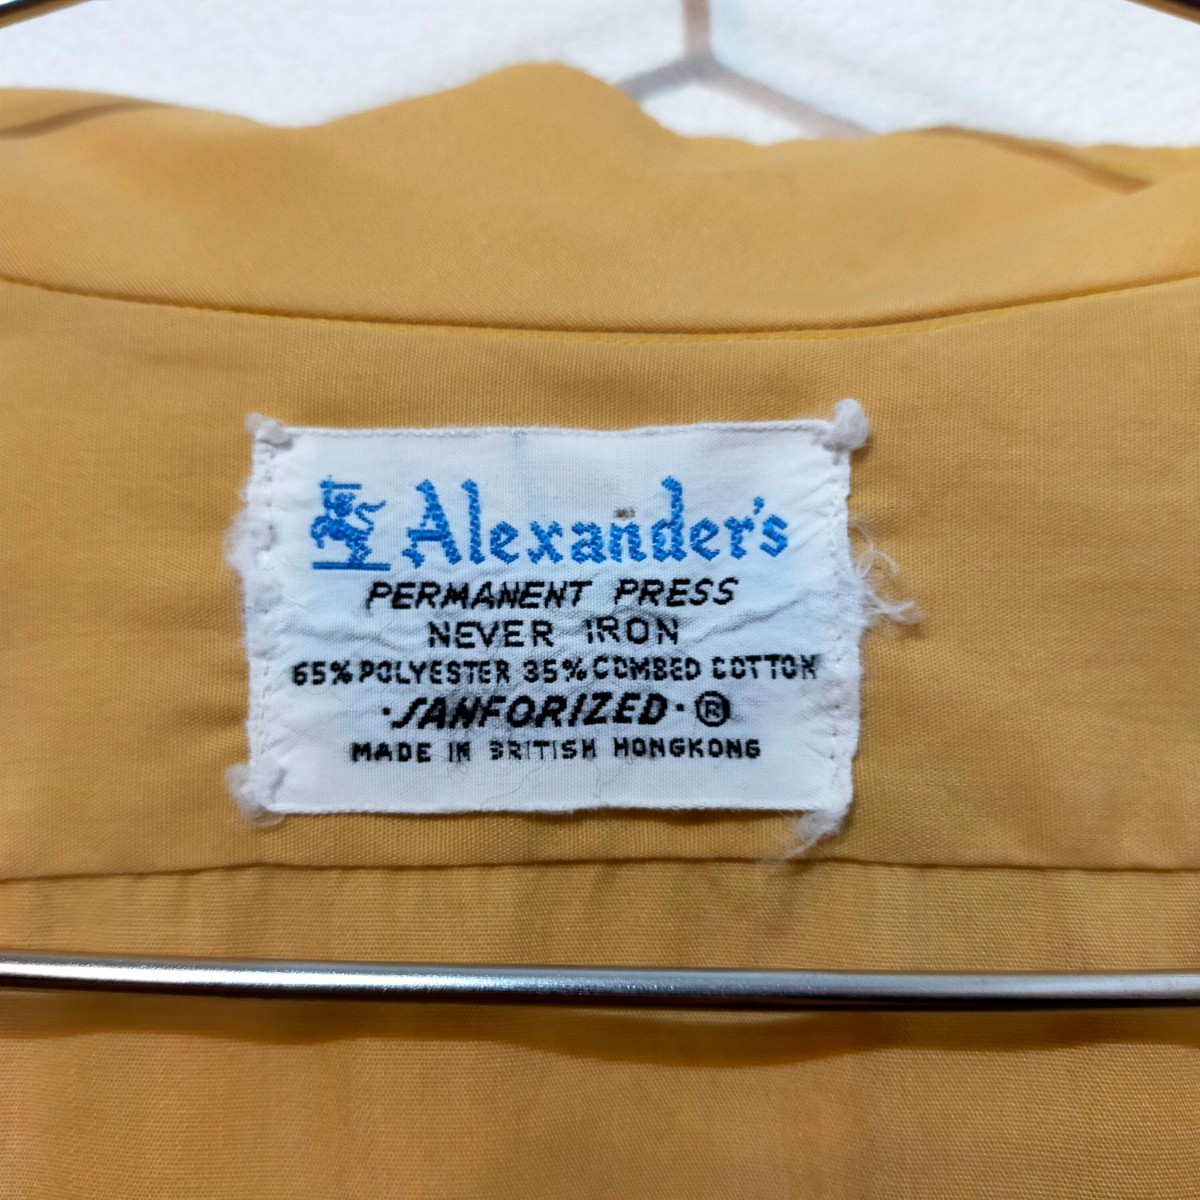 Alexander's
PERMANENT PRESS
NEVER IRON
65% POLYESTER 35% COMBED COTTON
·SANFORIZED· ®
MADE IN BRITISH HONGKONG